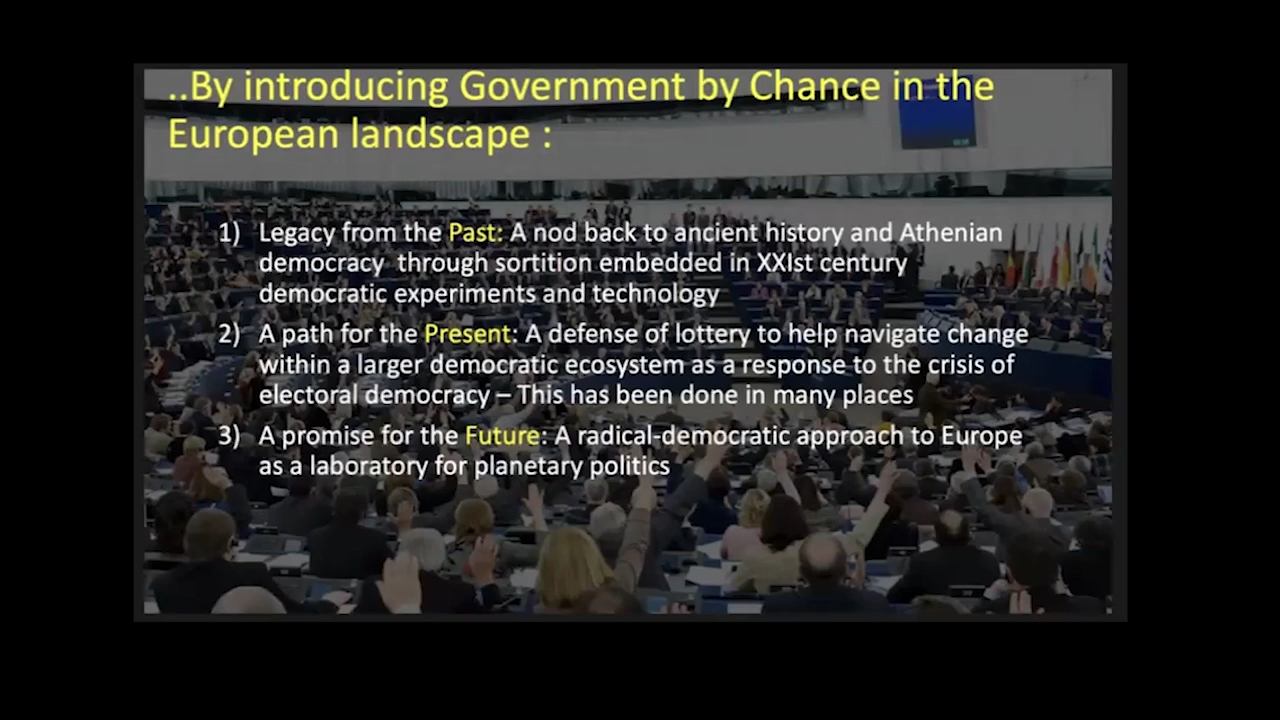 ..By introducing Government by Chance in the
European landscape :
1) Legacy from the Past: A nod back to ancient history and Athenian
democracy through sortition embedded in XXIst century
democratic experiments and technology
2) A path for the Present: A defense of lottery to help navigate change
within a larger democratic ecosystem as a response to the crisis of
electoral democracy – This has been done in many places
3) A promise for the Future: A radical-democratic approach to Europe
as a laboratory for planetary politics